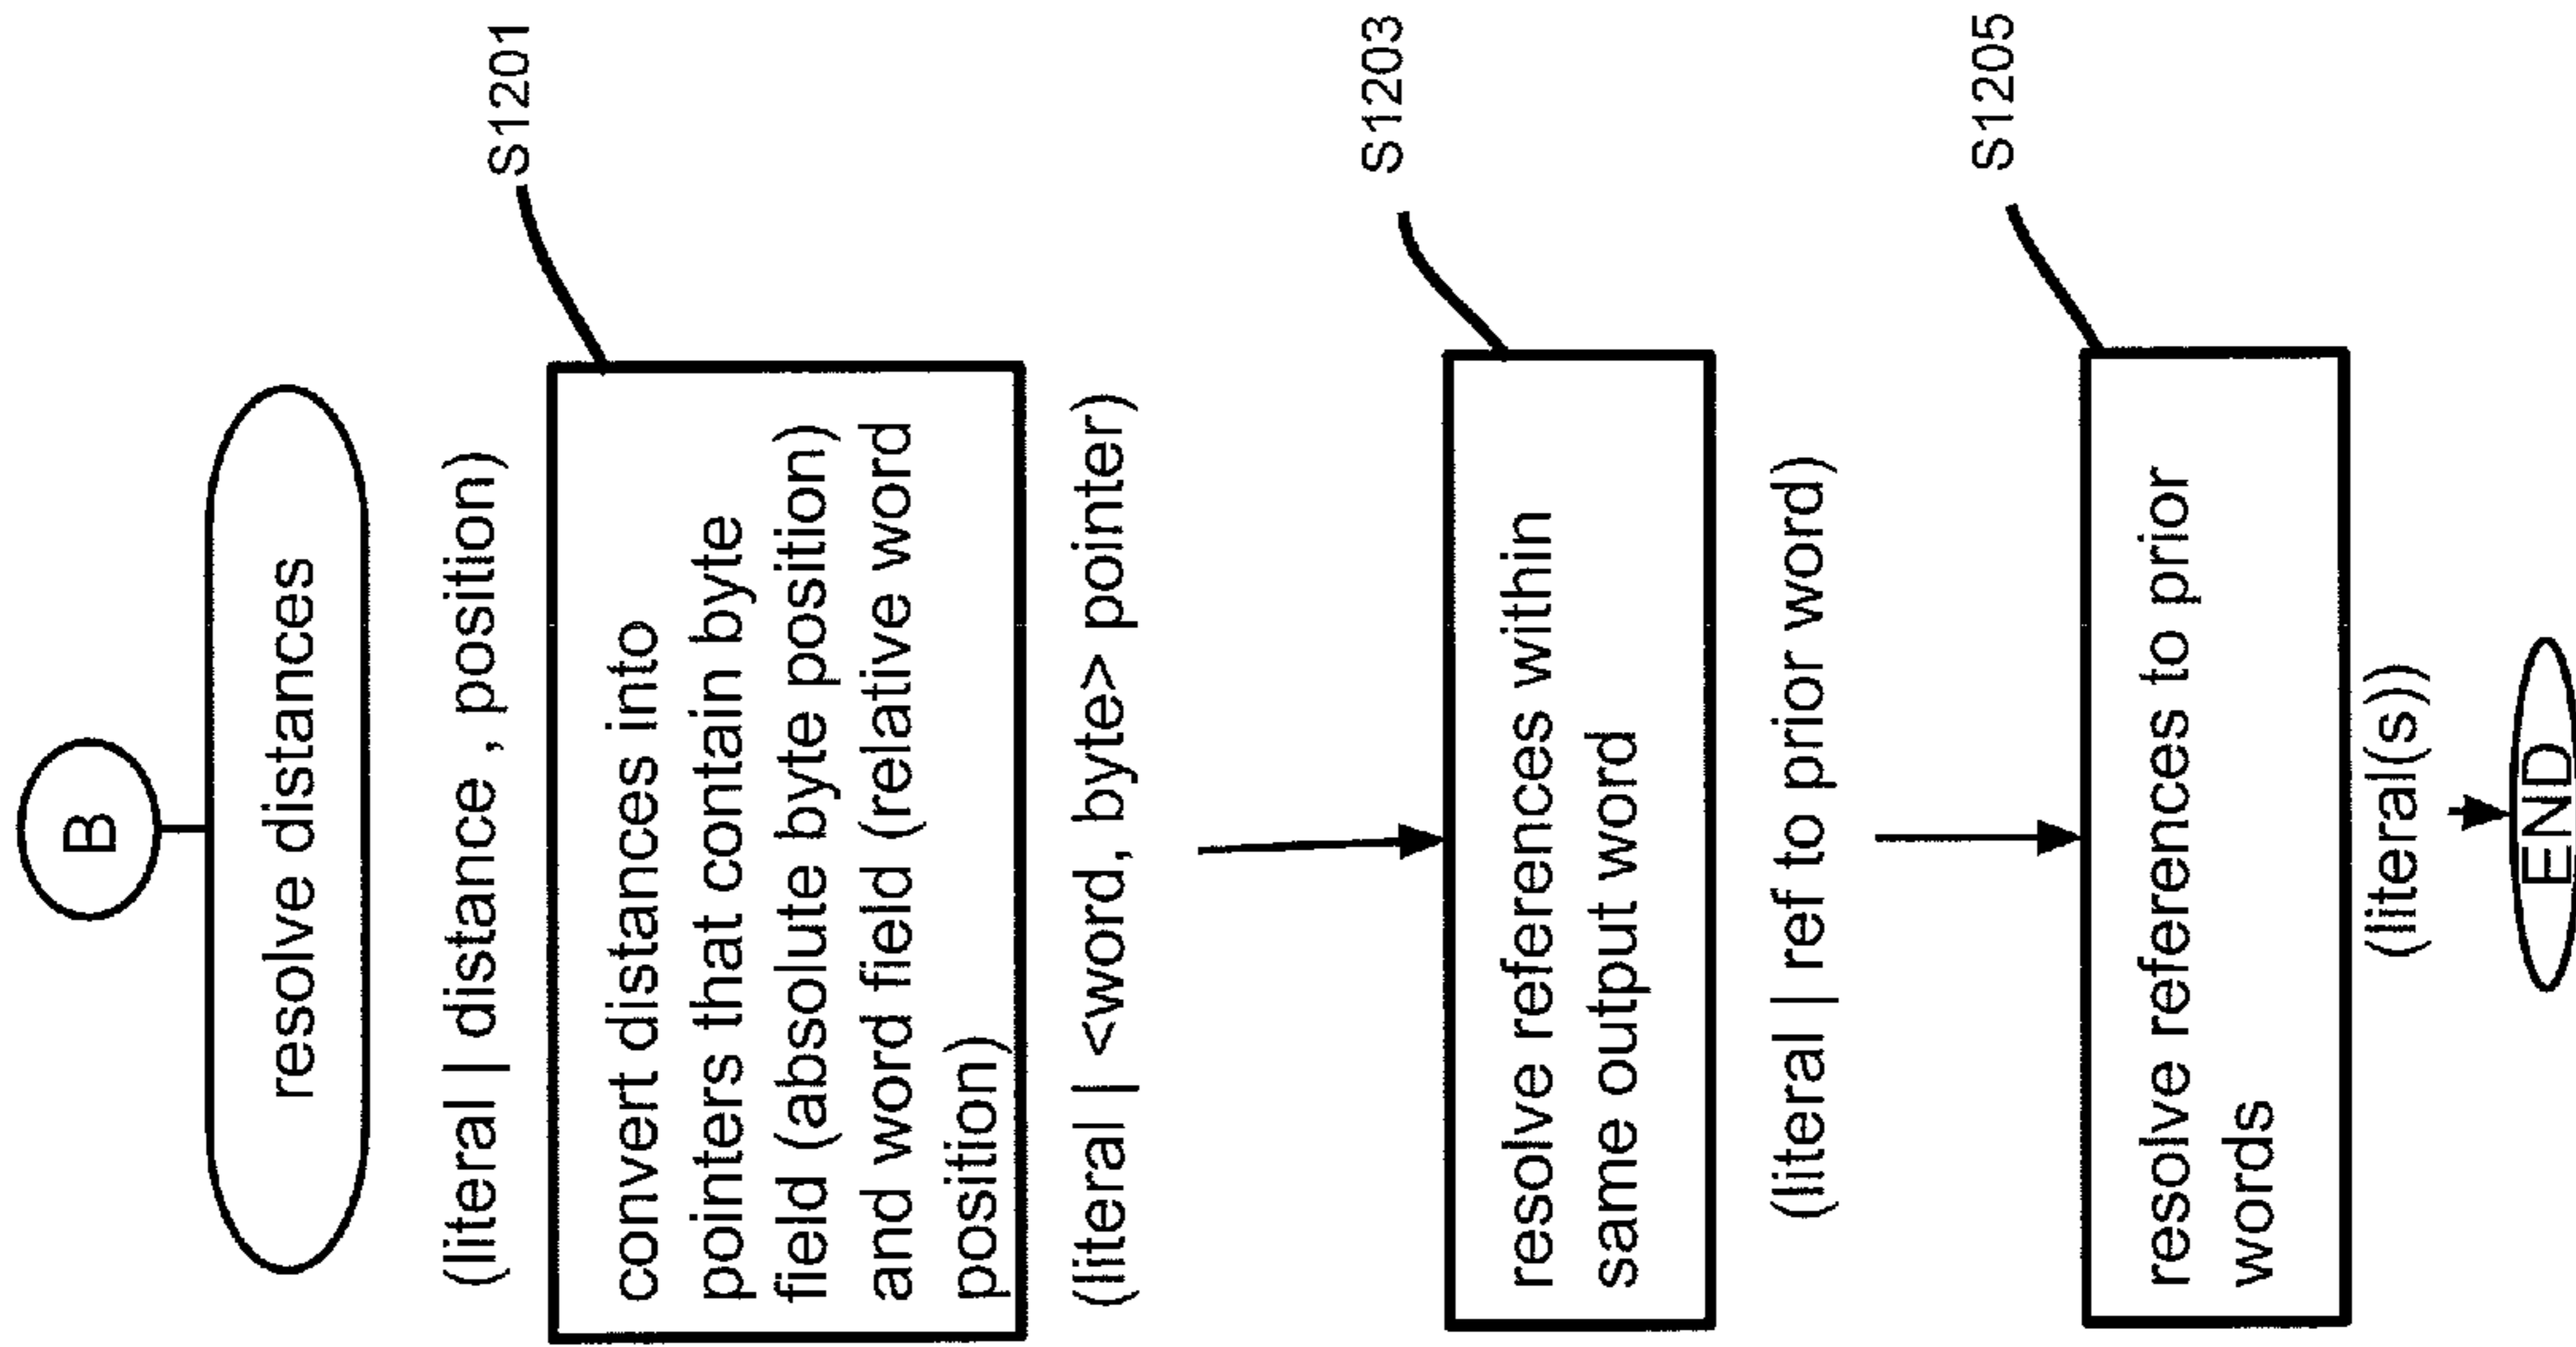 B
resolve distances
(literal | distance , position)
S1201
convert distances into
pointers that contain byte
field (absolute byte position)
and word field (relative word
position)
(literal | <word, byte> pointer)
S1203
resolve references within
same output word
(literal | ref to prior word)
S1205
resolve references to prior
words
(literal(s))
END